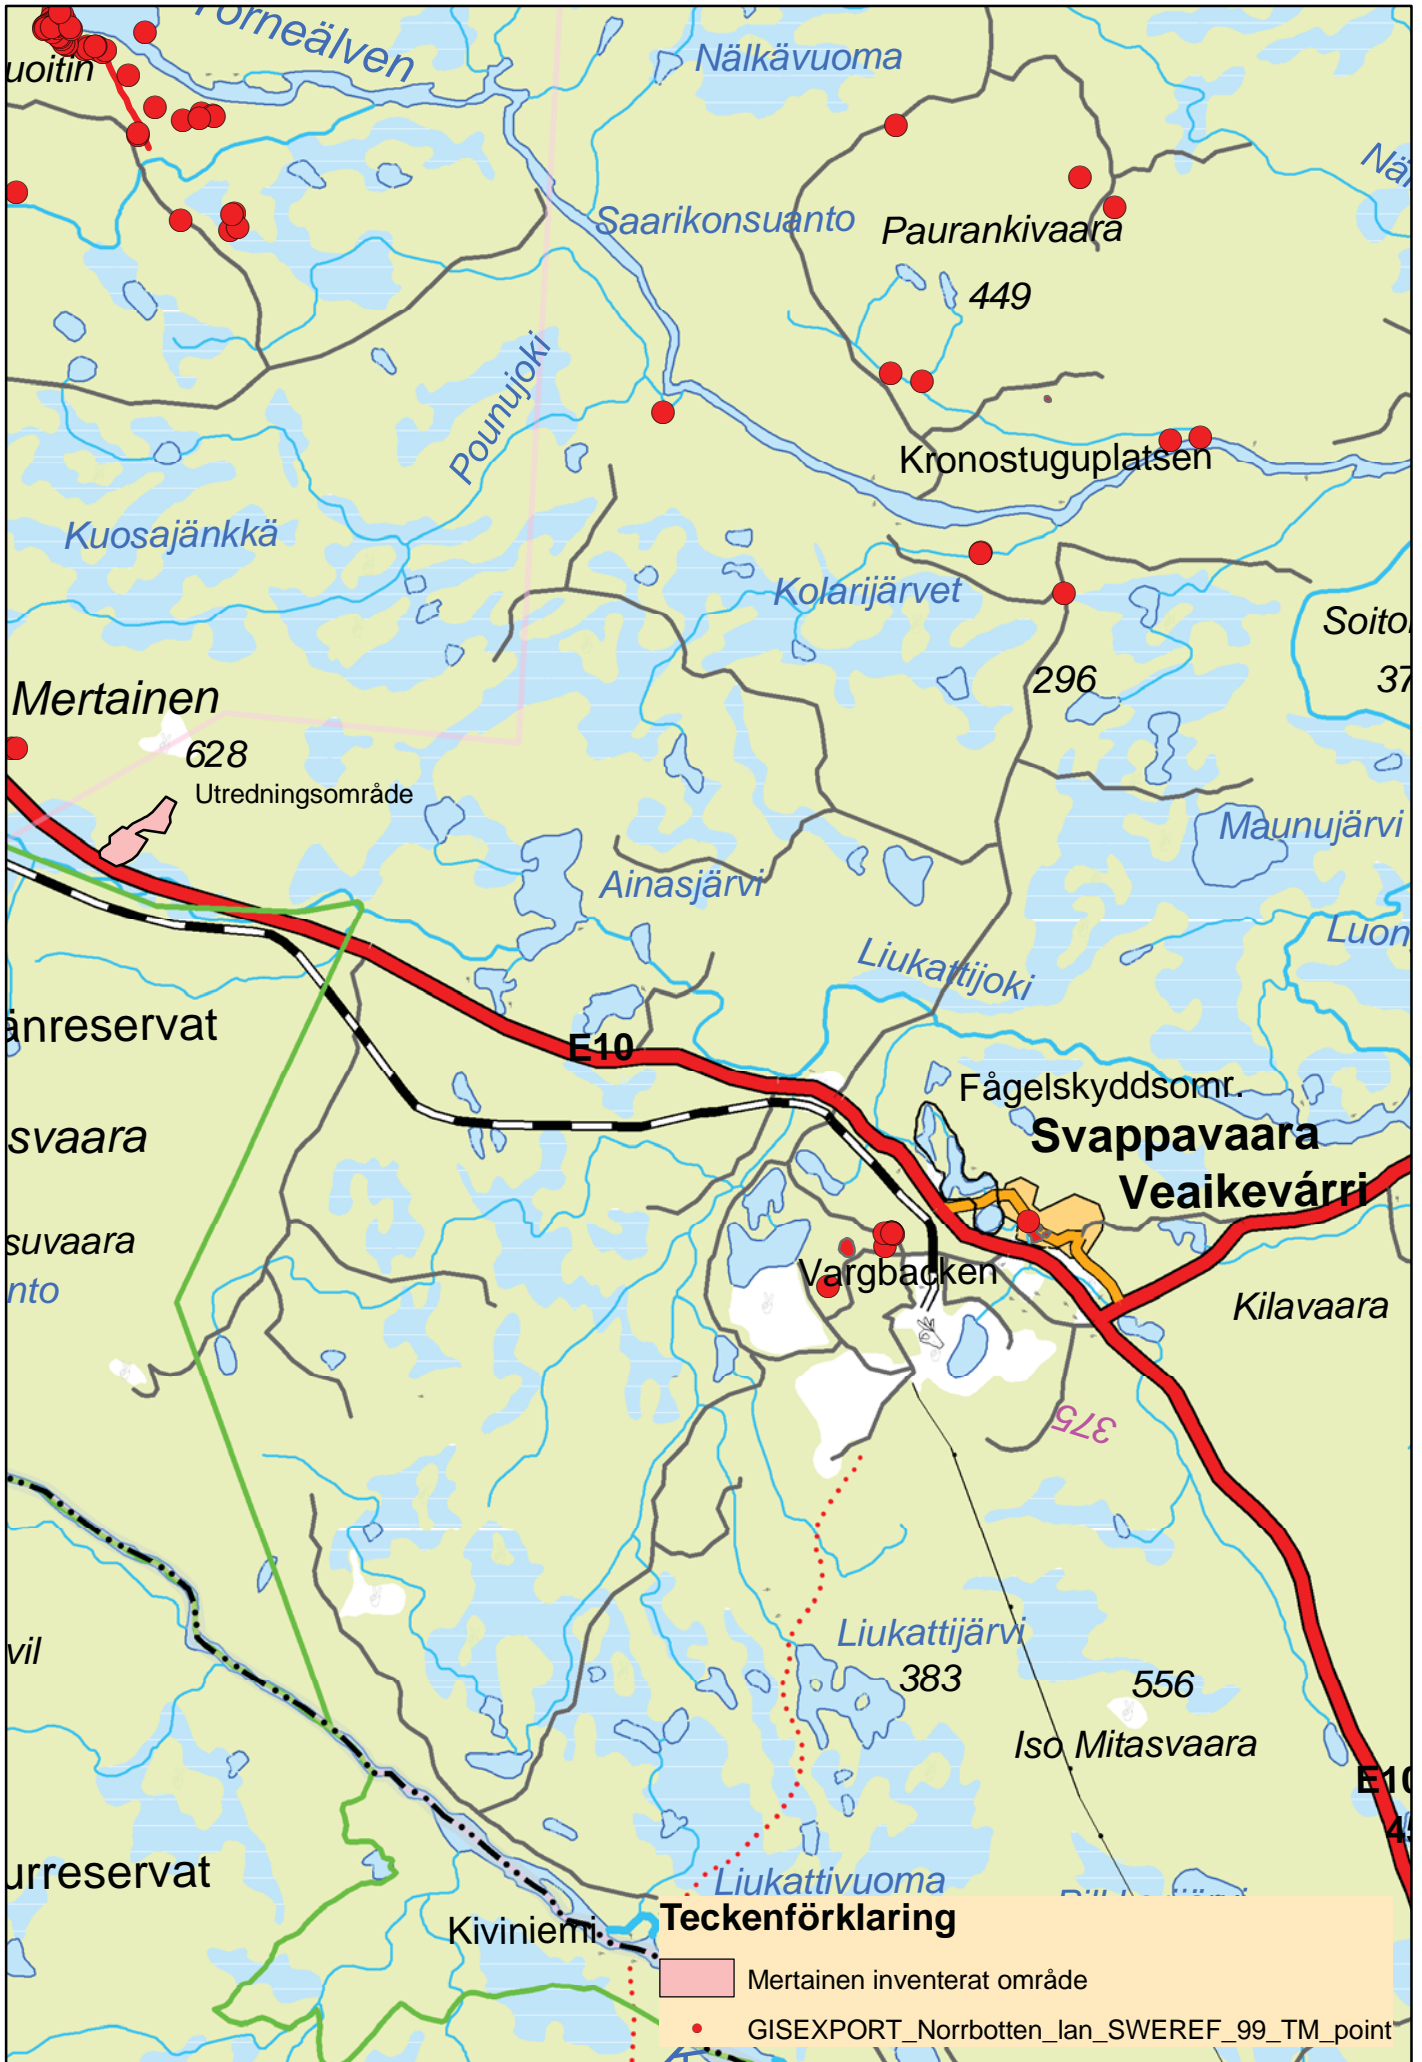 Torneälven
uoitin
Nälkävuoma
Saarikonsuanto
Paurankivaara
449
Pounujoki
Kronostuguplatsen
Kuosajänkkä
Kolarijärvet
Soito
37
296
Mertainen
628
Utredningsområde
Maunujärvi
Ainasjärvi
Luon
Liukattijoki
änreservat
E10
Fågelskyddsomr.
Svappavaara
Veaikevárri
svaara
suvaara
nto
Vargbacken
Kilavaara
375
Liukattijärvi
383
vil
556
Iso Mitasvaara
E10
45
urreservat
Liukattivuoma
Kiviniemi
Teckenförklaring
Mertainen inventerat område
GISEXPORT_Norrbotten_lan_SWEREF_99_TM_point